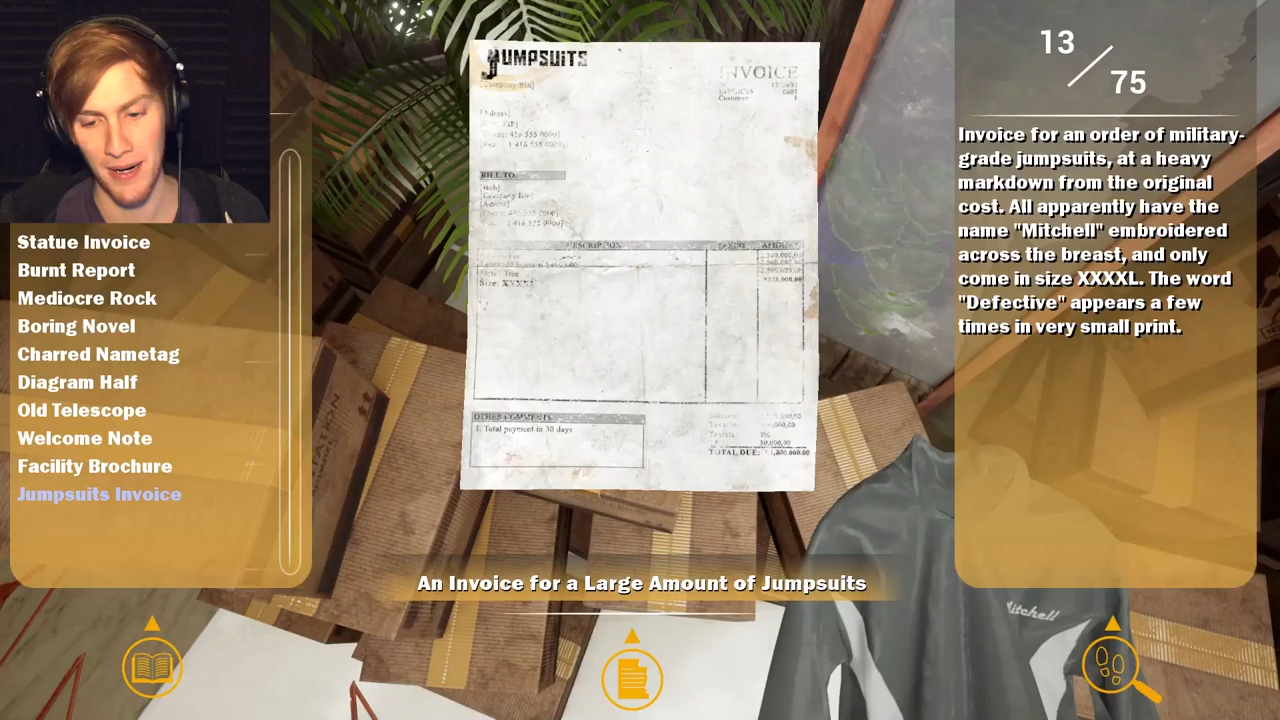 JUMPSUITS
INVOICE
Customer 1
BILL TO:
DESCRIPTION TAXED AMOUNT
OTHER COMMENTS
1. Total payment in 30 days
TOTAL DUE:
Statue Invoice
Burnt Report
Mediocre Rock
Boring Novel
Charred Nametag
Diagram Half
Old Telescope
Welcome Note
Facility Brochure
Jumpsuits Invoice
An Invoice for a Large Amount of Jumpsuits
Mitchell
13
75
Invoice for an order of military-
grade jumpsuits, at a heavy
markdown from the original
cost. All apparently have the
name "Mitchell" embroidered
across the breast, and only
come in size XXXXL. The word
"Defective" appears a few
times in very small print.